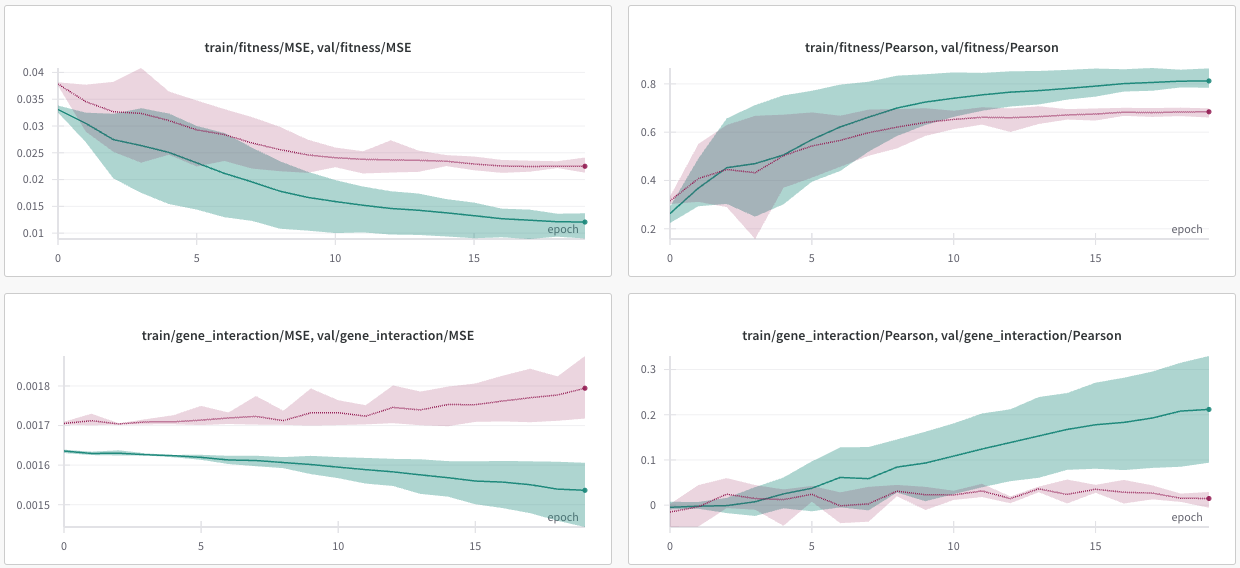 train/fitness/MSE, val/fitness/MSE
0.04
0.035
0.03
0.025
0.02
0.015
0.01
epoch
0 5 10 15
train/fitness/Pearson, val/fitness/Pearson
0.8
0.6
0.4
0.2
epoch
0 5 10 15
train/gene_interaction/MSE, val/gene_interaction/MSE
0.0018
0.0017
0.0016
0.0015
epoch
0 5 10 15
train/gene_interaction/Pearson, val/gene_interaction/Pearson
0.3
0.2
0.1
0
epoch
0 5 10 15